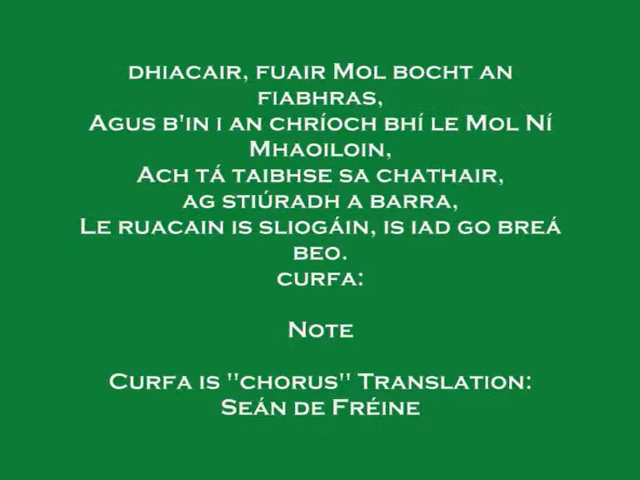 dhiacair, fuair Mol bocht an
fiabhras,
Agus b'in i an chríoch bhí le Mol Ní
Mhaoiloin,
Ach tá taibhse sa chathair,
ag stiúradh a barra,
Le ruacain is sliogáin, is iad go breá
beo.
curfa:
Note
Curfa is "chorus" Translation:
Seán de Fréine